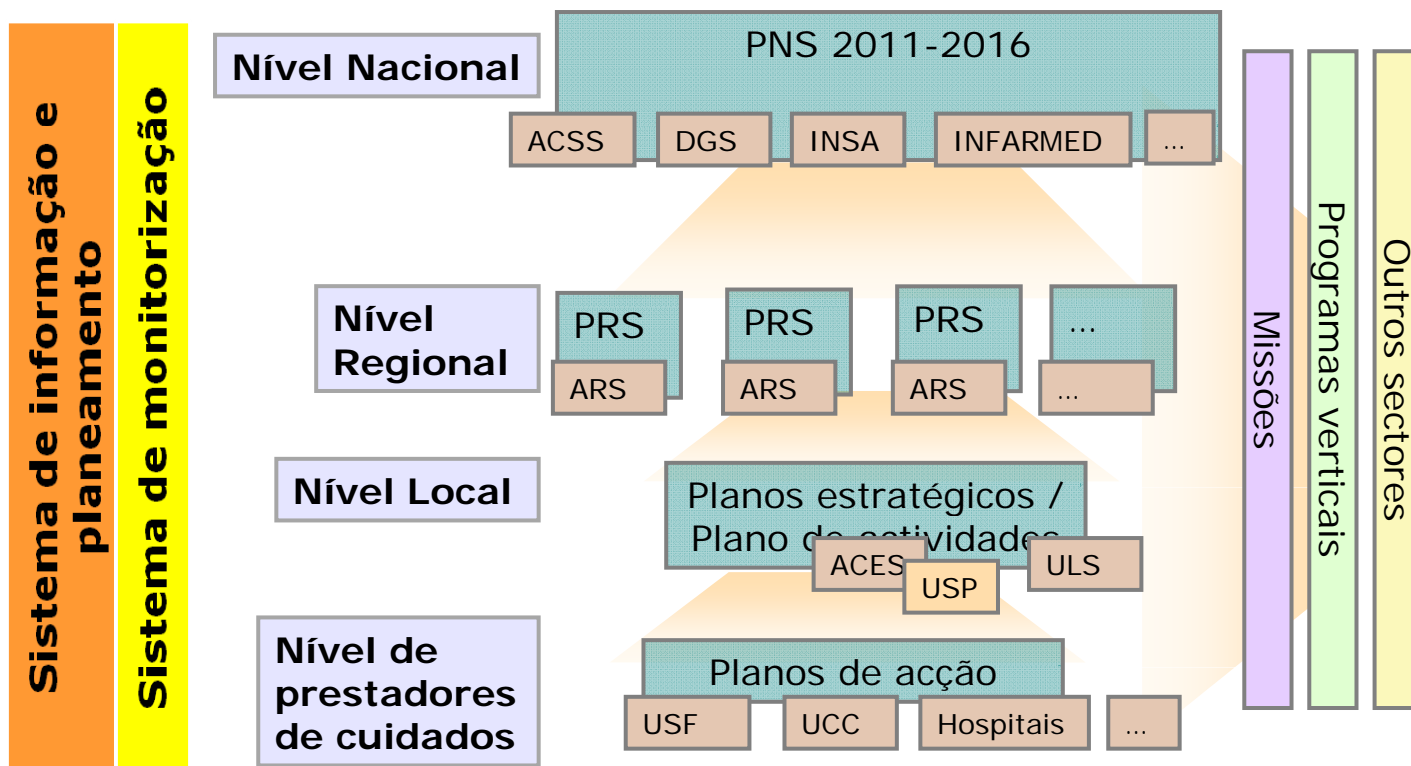 Sistema de informação e
planeamento
Sistema de monitorização
Nível Nacional
PNS 2011-2016
ACSS
DGS
INSA
INFARMED
...
Nível
Regional
PRS
PRS
PRS
...
ARS
ARS
ARS
...
Nível Local
Planos estratégicos /
Plano de actividades
ACES
USP
ULS
Nível de
prestadores
de cuidados
Planos de acção
USF
UCC
Hospitais
...
Missões
Programas verticais
Outros sectores